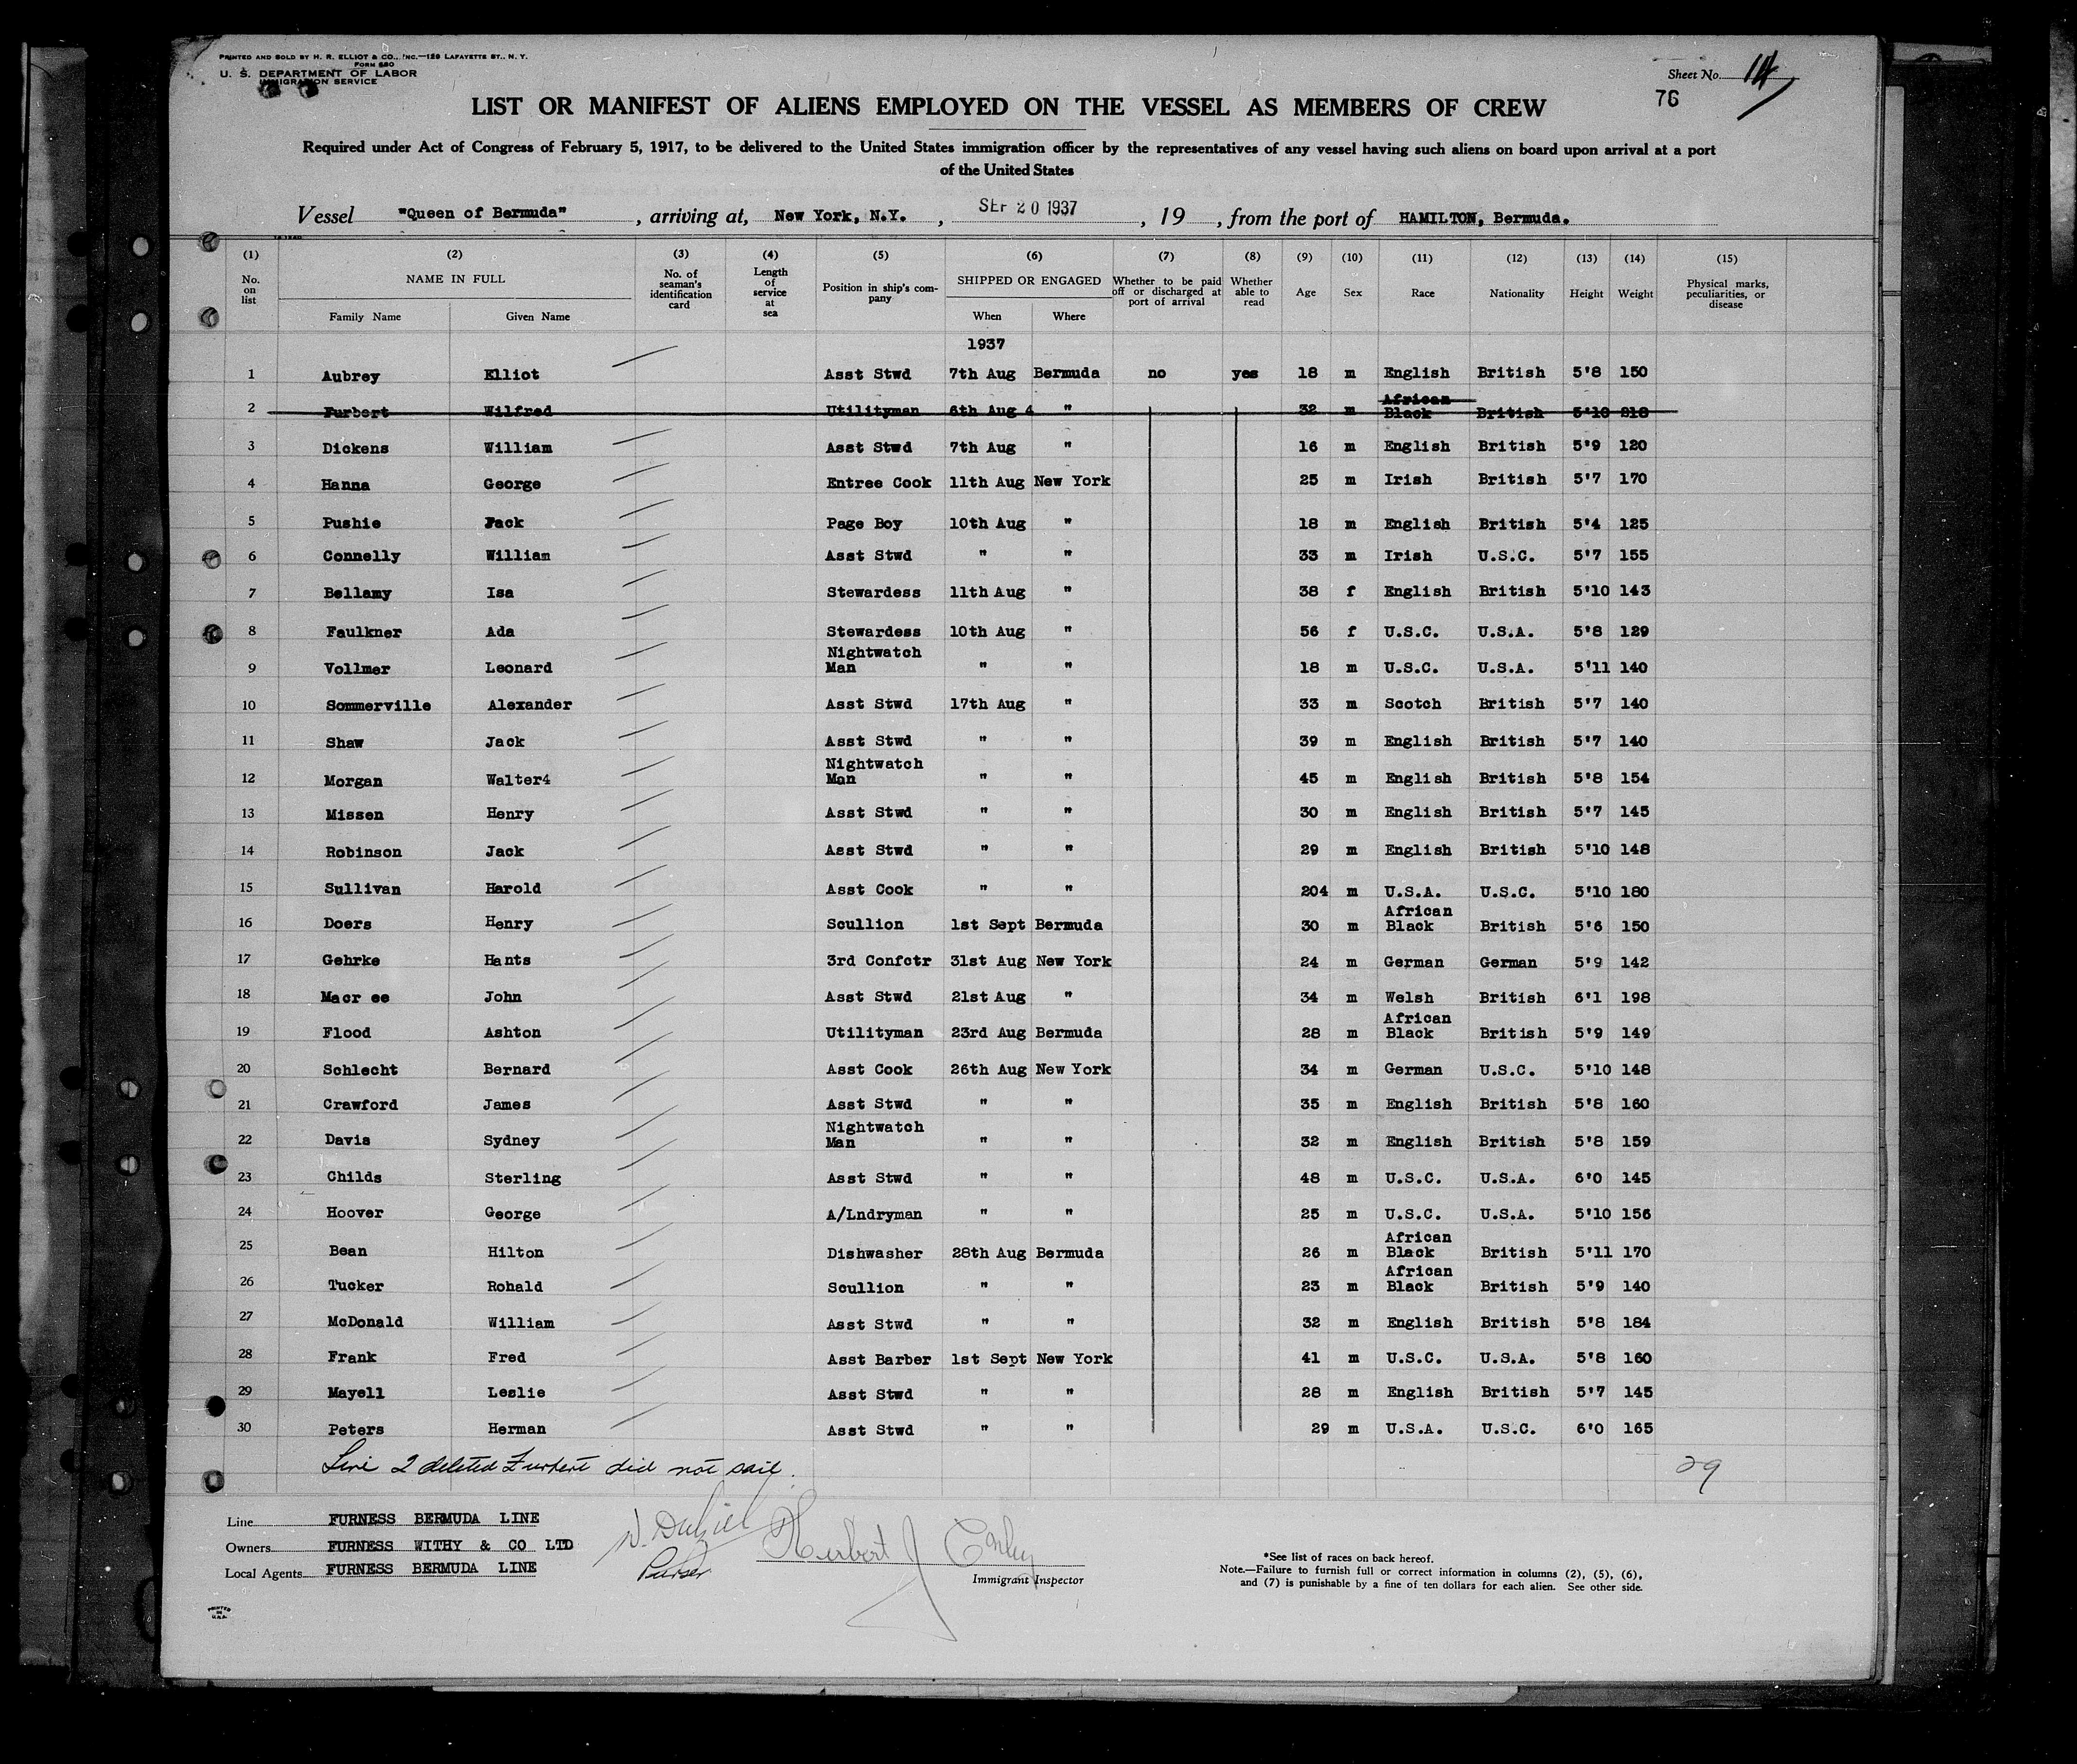 PRINTED AND SOLD BY H. R. ELLIOT & CO., INC.—129 LAFAYETTE ST., N. Y.
FORM 680
U. S. DEPARTMENT OF LABOR
IMMIGRATION SERVICE
Sheet No. 14
76
LIST OR MANIFEST OF ALIENS EMPLOYED ON THE VESSEL AS MEMBERS OF CREW
Required under Act of Congress of February 5, 1917, to be delivered to the United States immigration officer by the representatives of any vessel having such aliens on board upon arrival at a port
of the United States
Vessel "Queen of Bermuda", arriving at, New York, N.Y., SEP 20 1937, 19, from the port of HAMILTON, Bermuda.
(1) No. on list (2) NAME IN FULL Family Name Given Name (3) No. of seaman's identification card (4) Length of service at sea (5) Position in ship's company (6) SHIPPED OR ENGAGED When Where (7) Whether to be paid off or discharged at port of arrival (8) Whether able to read (9) Age (10) Sex (11) Race (12) Nationality (13) Height (14) Weight (15) Physical marks, peculiarities, or disease
1937
1 Aubrey Elliot Asst Stwd 7th Aug Bermuda no yes 18 m English British 5'8 150
2 Furbert Wilfred Utilityman 6th Aug 4 " 32 m African Black British 5'10 218
3 Dickens William Asst Stwd 7th Aug " 16 m English British 5'9 120
4 Hanna George Entree Cook 11th Aug New York 25 m Irish British 5'7 170
5 Pushie Jack Page Boy 10th Aug " 18 m English British 5'4 125
6 Connelly William Asst Stwd " " 33 m Irish U.S.C. 5'7 155
7 Bellamy Isa Stewardess 11th Aug " 38 f English British 5'10 143
8 Faulkner Ada Stewardess 10th Aug " 56 f U.S.C. U.S.A. 5'8 129
9 Vollmer Leonard Nightwatch Man " " 18 m U.S.C. U.S.A. 5'11 140
10 Sommerville Alexander Asst Stwd 17th Aug " 33 m Scotch British 5'7 140
11 Shaw Jack Asst Stwd " " 39 m English British 5'7 140
12 Morgan Walter4 Nightwatch Man " " 45 m English British 5'8 154
13 Missen Henry Asst Stwd " " 30 m English British 5'7 145
14 Robinson Jack Asst Stwd " " 29 m English British 5'10 148
15 Sullivan Harold Asst Cook " " 204 m U.S.A. U.S.C. 5'10 180
16 Doers Henry Scullion 1st Sept Bermuda 30 m African Black British 5'6 150
17 Gehrke Hants 3rd Confctr 31st Aug New York 24 m German German 5'9 142
18 Macr ee John Asst Stwd 21st Aug " 34 m Welsh British 6'1 198
19 Flood Ashton Utilityman 23rd Aug Bermuda 28 m African Black British 5'9 149
20 Schlecht Bernard Asst Cook 26th Aug New York 34 m German U.S.C. 5'10 148
21 Crawford James Asst Stwd " " 35 m English British 5'8 160
22 Davis Sydney Nightwatch Man " " 32 m English British 5'8 159
23 Childs Sterling Asst Stwd " " 48 m U.S.C. U.S.A. 6'0 145
24 Hoover George A/Lndryman " " 25 m U.S.C. U.S.A. 5'10 156
25 Bean Hilton Dishwasher 28th Aug Bermuda 26 m African Black British 5'11 170
26 Tucker Rohald Scullion " " 23 m African Black British 5'9 140
27 McDonald William Asst Stwd " " 32 m English British 5'8 184
28 Frank Fred Asst Barber 1st Sept New York 41 m U.S.C. U.S.A. 5'8 160
29 Mayell Leslie Asst Stwd " " 28 m English British 5'7 145
30 Peters Herman Asst Stwd " " 29 m U.S.A. U.S.C. 6'0 165
Line 2 deleted Furbert did not sail. 29
Line FURNESS BERMUDA LINE
Owners FURNESS WITHY & CO LTD
Local Agents FURNESS BERMUDA LINE
Purser
Herbert J Conley
Immigrant Inspector
*See list of races on back hereof.
Note.—Failure to furnish full or correct information in columns (2), (5), (6),
and (7) is punishable by a fine of ten dollars for each alien. See other side.
PRINTED IN U.S.A.